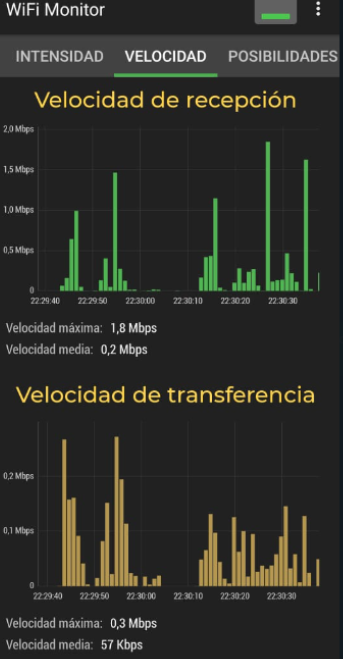 WiFi Monitor
INTENSIDAD VELOCIDAD POSIBILIDADES
Velocidad de recepción
2,0 Mbps
1,5 Mbps
1,0 Mbps
0,5 Mbps
0
22:29:40 22:29:50 22:30:00 22:30:10 22:30:20 22:30:30
Velocidad máxima: 1,8 Mbps
Velocidad media: 0,2 Mbps
Velocidad de transferencia
0,2 Mbps
0,1 Mbps
0
22:29:40 22:29:50 22:30:00 22:30:10 22:30:20 22:30:30
Velocidad máxima: 0,3 Mbps
Velocidad media: 57 Kbps